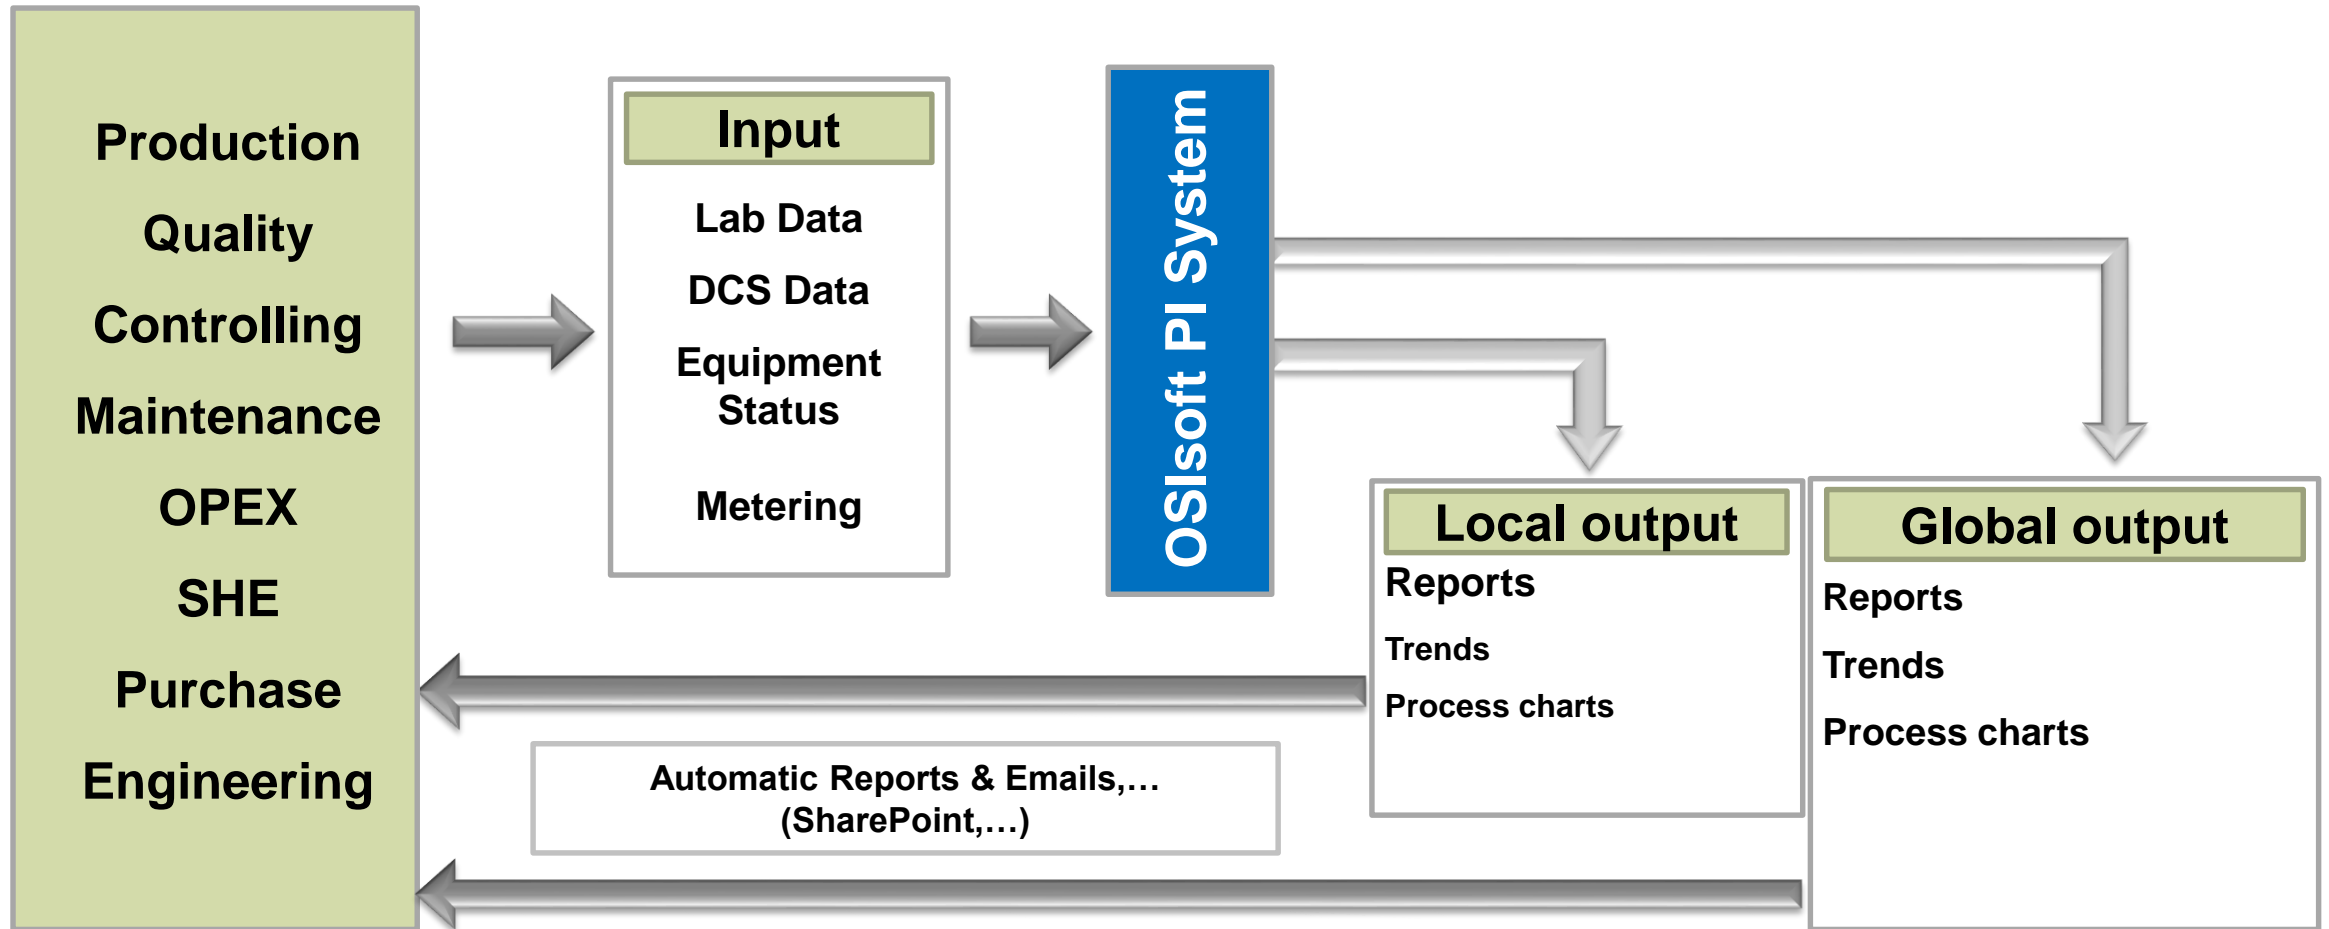 Production
Quality
Controlling
Maintenance
OPEX
SHE
Purchase
Engineering
Input
Lab Data
DCS Data
Equipment
Status
Metering
OSIsoft PI System
Local output
Reports
Trends
Process charts
Global output
Reports
Trends
Process charts
Automatic Reports & Emails,…
(SharePoint,…)